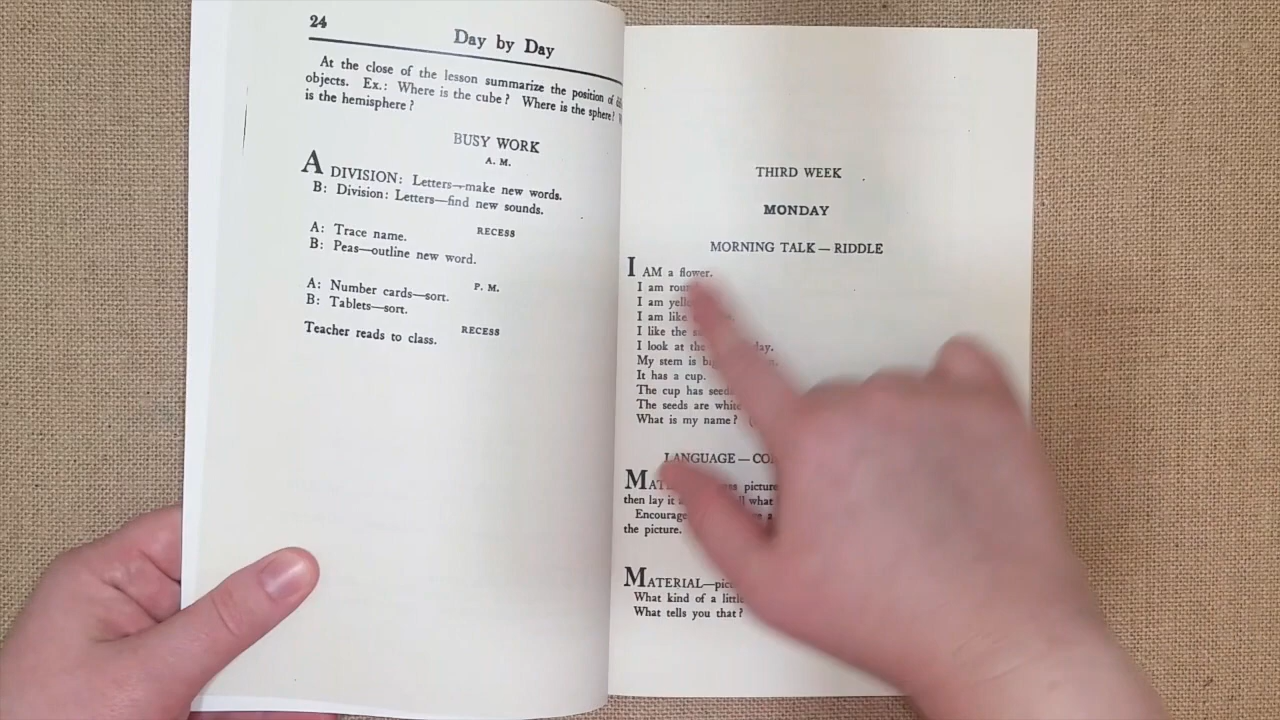 24
Day by Day
At the close of the lesson summarize the position of
objects. Ex.: Where is the cube? Where is the sphere?
is the hemisphere?
BUSY WORK
A. M.
A DIVISION: Letters—make new words.
B: Division: Letters—find new sounds.
RECESS
A: Trace name.
B: Peas—outline new word.
P. M.
A: Number cards—sort.
B: Tablets—sort.
RECESS
Teacher reads to class.
THIRD WEEK
MONDAY
MORNING TALK—RIDDLE
I AM a flower.
I am
I am
I am like
I like the
I look at the
My stem is
It has a cup.
The cup has
The seeds are white
What is my name?
LANGUAGE—
picture
then lay it what
Encourage a
the picture.
MATERIAL—
What kind of a
What tells you that?